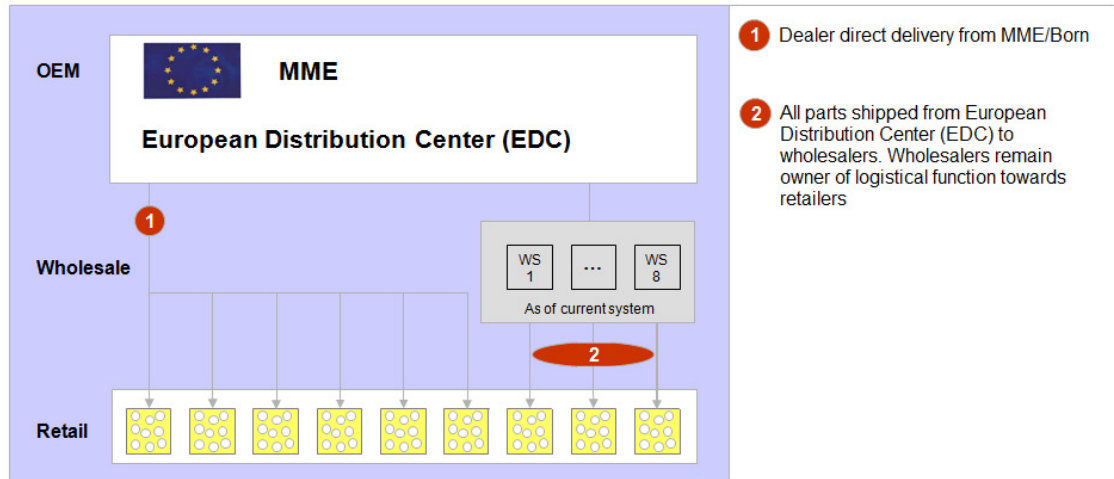 OEM
MME
European Distribution Center (EDC)
1
Wholesale
WS
1
...
WS
8
As of current system
2
Retail
1 Dealer direct delivery from MME/Born
2 All parts shipped from European
Distribution Center (EDC) to
wholesalers. Wholesalers remain
owner of logistical function towards
retailers